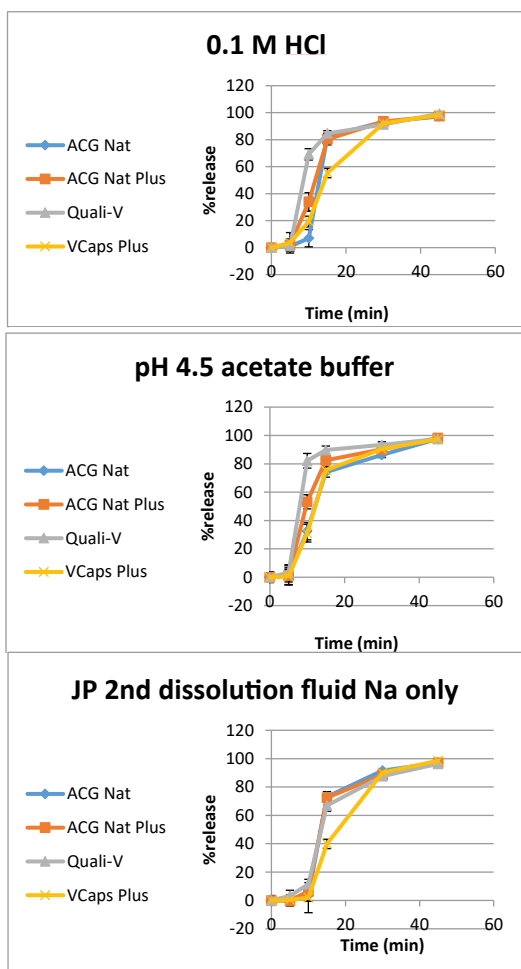 0.1 M HCl
120
100
80
60
40
20
0
-20
%release
0 20 40 60
Time (min)
ACG Nat
ACG Nat Plus
Quali-V
VCaps Plus
pH 4.5 acetate buffer
120
100
80
60
40
20
0
-20
%release
0 20 40 60
Time (min)
ACG Nat
ACG Nat Plus
Quali-V
VCaps Plus
JP 2nd dissolution fluid Na only
120
100
80
60
40
20
0
-20
%release
0 20 40 60
Time (min)
ACG Nat
ACG Nat Plus
Quali-V
VCaps Plus